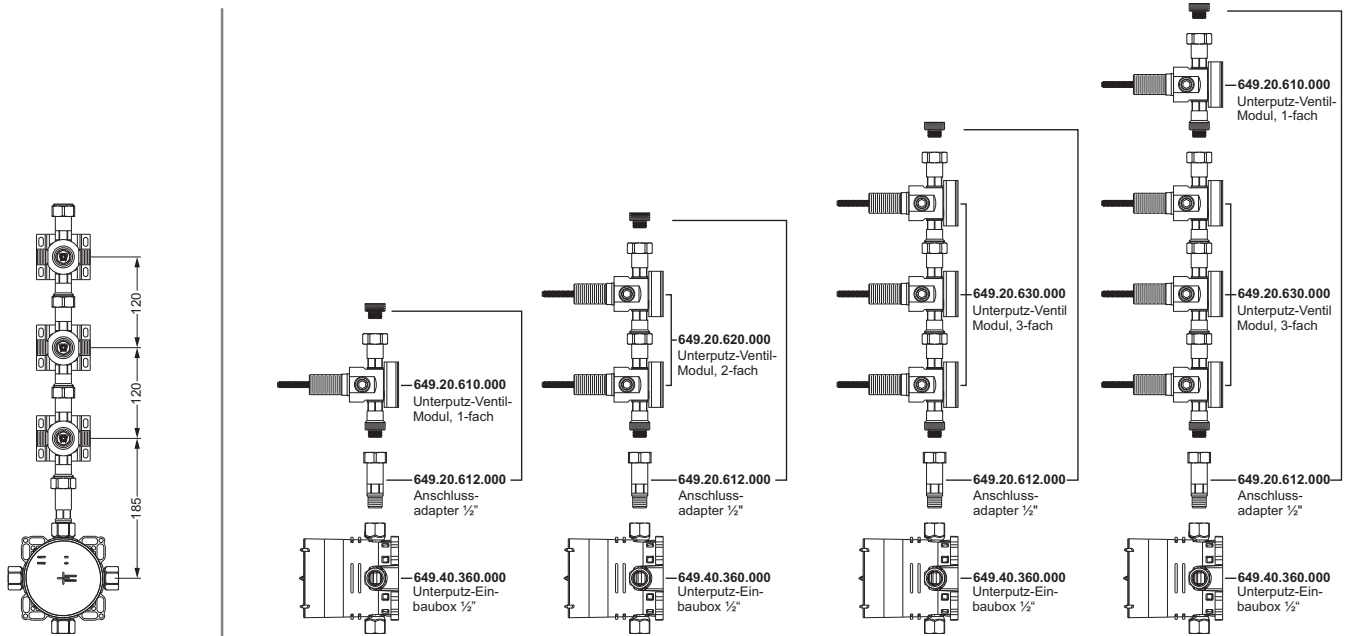 120
120
185
649.20.610.000
Unterputz-Ventil-
Modul, 1-fach
649.20.612.000
Anschluss-
adapter ½”
649.40.360.000
Unterputz-Ein-
baubox ½”
649.20.620.000
Unterputz-Ventil-
Modul, 2-fach
649.20.612.000
Anschluss-
adapter ½"
649.40.360.000
Unterputz-Ein-
baubox ½“
649.20.630.000
Unterputz-Ventil
Modul, 3-fach
649.20.612.000
Anschluss-
adapter ½"
649.40.360.000
Unterputz-Ein-
baubox ½“
649.20.610.000
Unterputz-Ventil-
Modul, 1-fach
649.20.630.000
Unterputz-Ventil
Modul, 3-fach
649.20.612.000
Anschluss-
adapter ½"
649.40.360.000
Unterputz-Ein-
baubox ½“